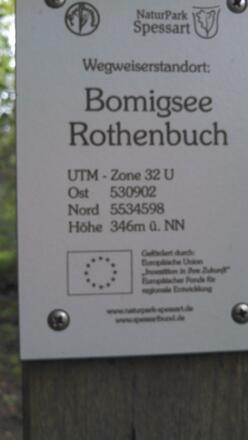 NaturPark
Spessart
Wegweiserstandort:
Bomigsee
Rothenbuch
UTM - Zone 32 U
Ost 530902
Nord 5534598
Höhe 346m ü. NN
Gefördert durch:
Europäische Union
„Investition in Ihre Zukunft"
Europäischer Fonds für
regionale Entwicklung
www.naturpark-spessart.de
www.spessartbund.de